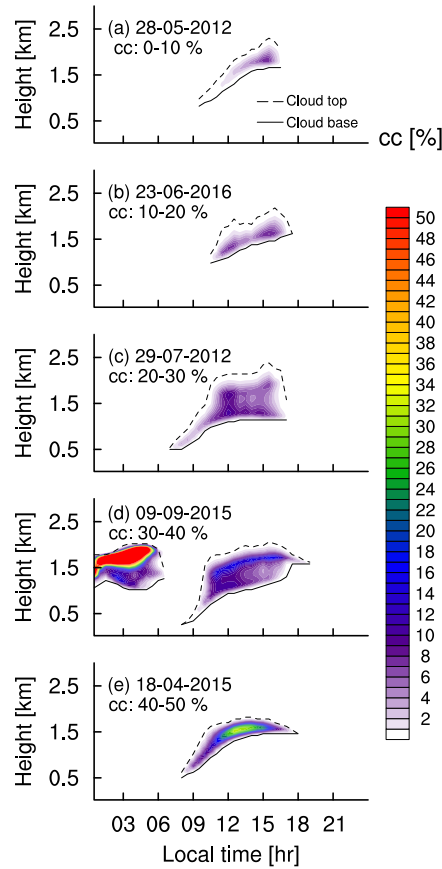 (a) 28-05-2012
cc: 0-10 %
Height [km]
2.5
1.5
0.5
Cloud top
Cloud base
cc [%]
(b) 23-06-2016
cc: 10-20 %
Height [km]
2.5
1.5
0.5
(c) 29-07-2012
cc: 20-30 %
Height [km]
2.5
1.5
0.5
(d) 09-09-2015
cc: 30-40 %
Height [km]
2.5
1.5
0.5
(e) 18-04-2015
cc: 40-50 %
Height [km]
2.5
1.5
0.5
03 06 09 12 15 18 21
Local time [hr]
50
48
46
44
42
40
38
36
34
32
30
28
26
24
22
20
18
16
14
12
10
9
8
7
6
4
2